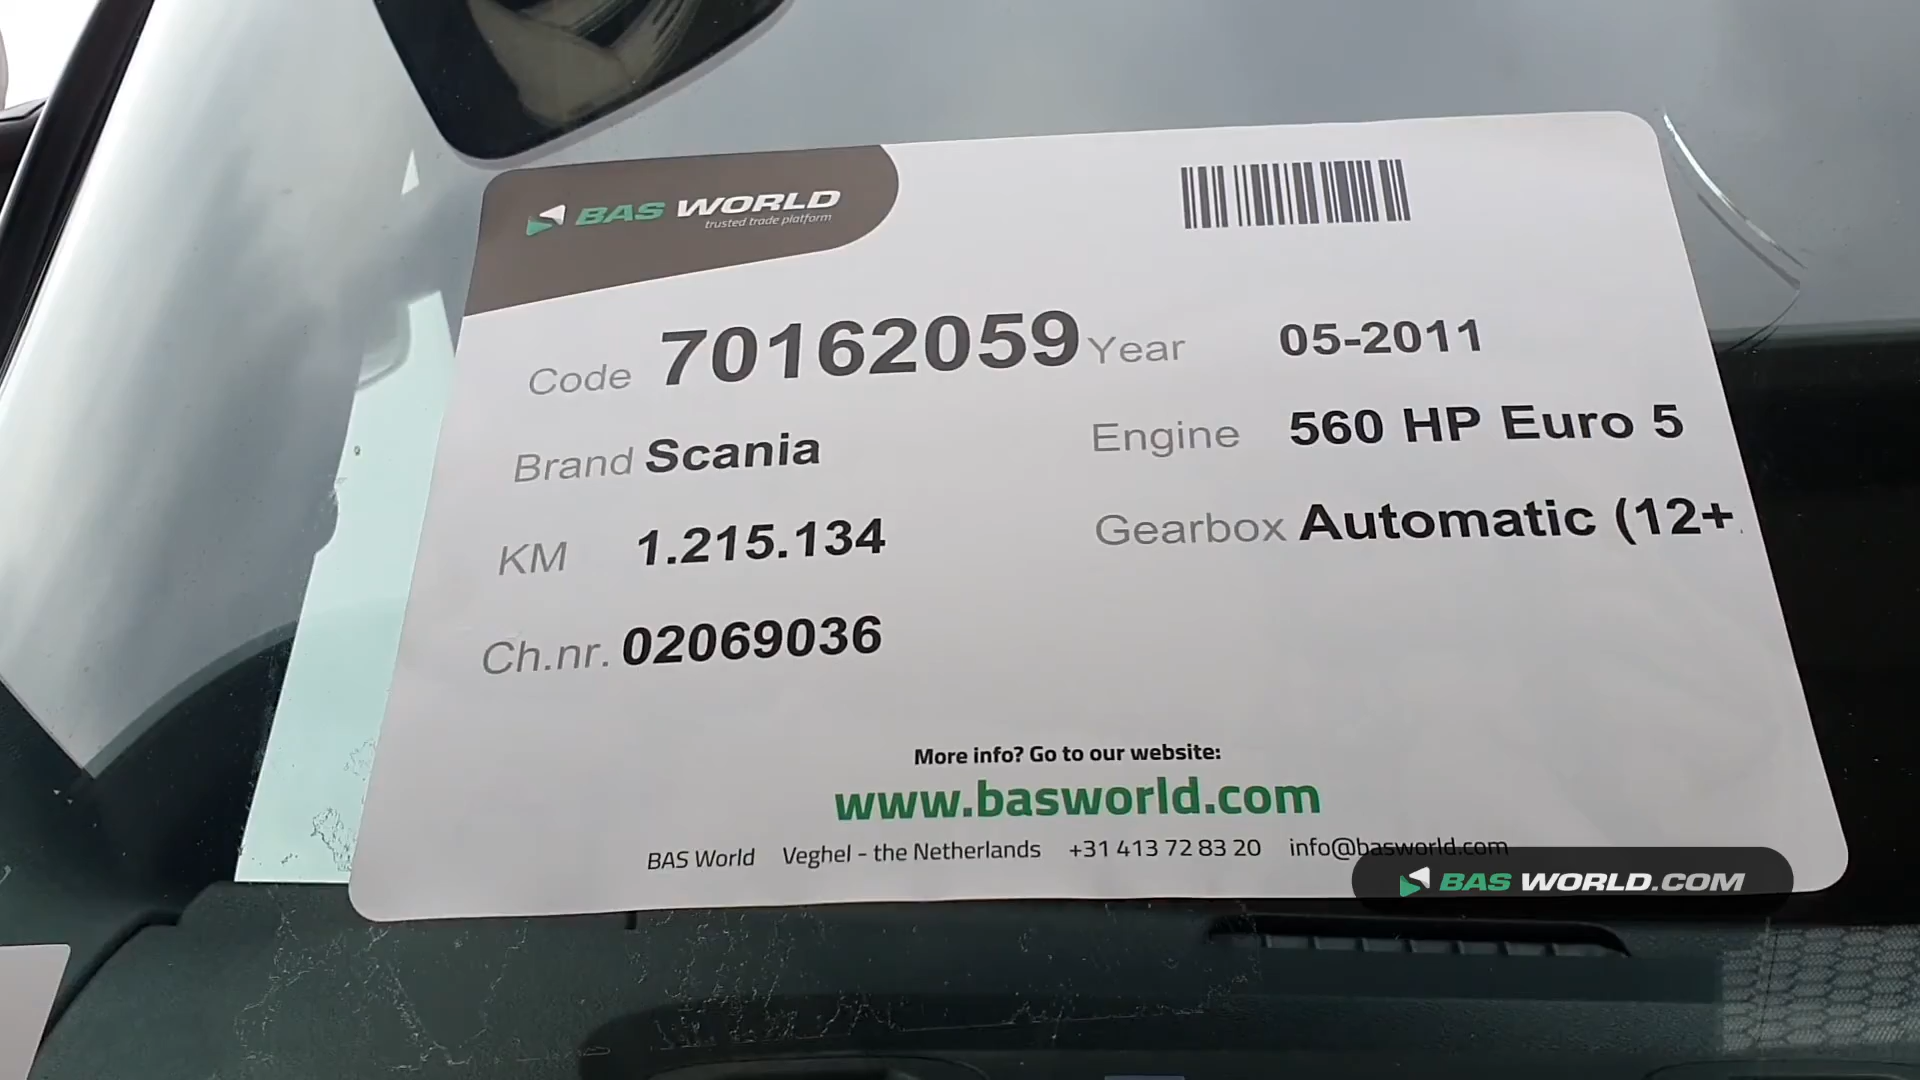 BAS WORLD
trusted trade platform
Code 70162059 Year 05-2011
Brand Scania Engine 560 HP Euro 5
KM 1.215.134 Gearbox Automatic (12+
Ch.nr. 02069036
More info? Go to our website:
www.basworld.com
BAS World Veghel - the Netherlands +31 413 72 83 20 info@basworld.com
BAS WORLD.COM